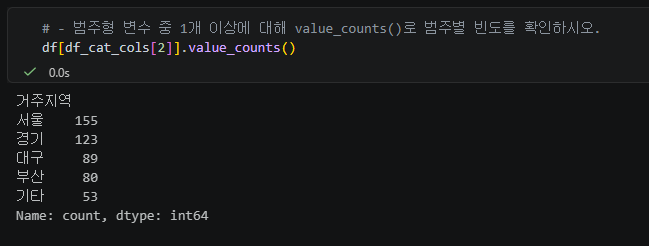 # - 범주형 변수 중 1개 이상에 대해 value_counts()로 범주별 빈도를 확인하시오.
df[df_cat_cols[2]].value_counts()
0.0s
거주지역
서울    155
경기    123
대구     89
부산     80
기타     53
Name: count, dtype: int64